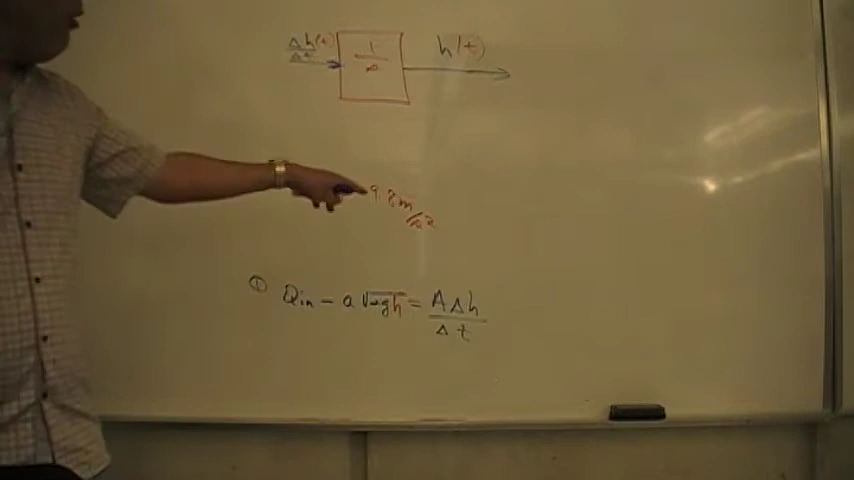 Δh(t)
Δt
1
h(t)
9.8m
/s²
① Qin - a √2gh = AΔh
Δt